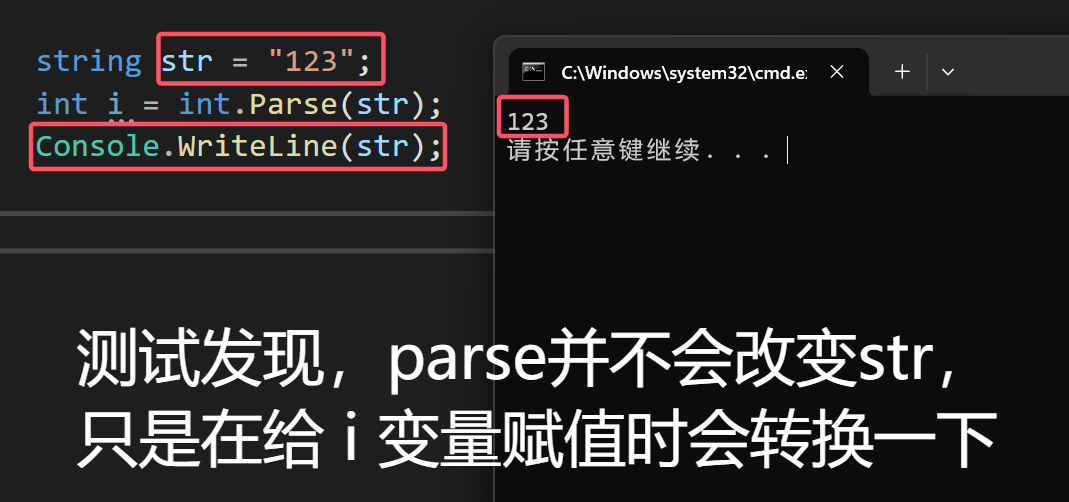 string str = "123";
int i = int.Parse(str);
Console.WriteLine(str);
C:\Windows\system32\cmd.e
123
请按任意键继续. . .
测试发现，parse并不会改变str，
只是在给 i 变量赋值时会转换一下